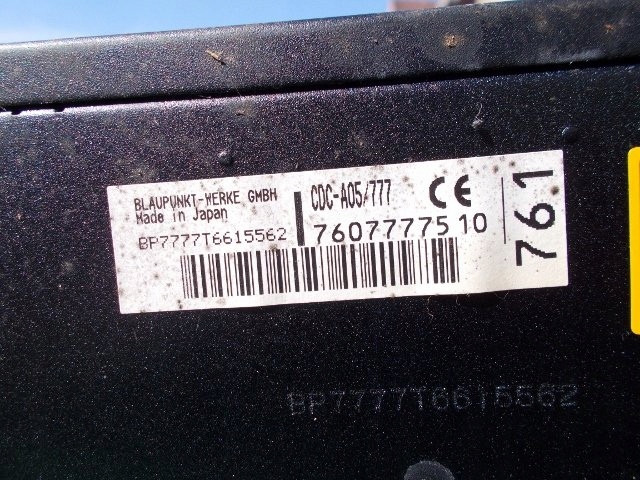 BLAUPUNKT-WERKE GMBH
Made in Japan
BP7777T6615562
CDC-A05/777 CE
7607777510
761
BP7777T6615562